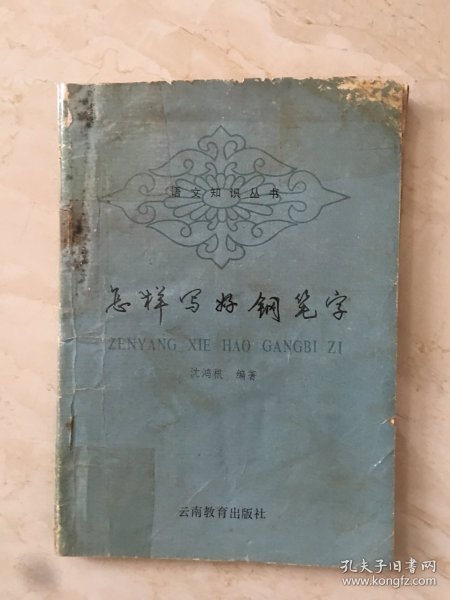 语文知识丛书
怎样写好钢笔字
ZENYANG XIE HAO GANGBI ZI
沈鸿根 编著
云南教育出版社
孔夫子旧书网
www.kongfz.com